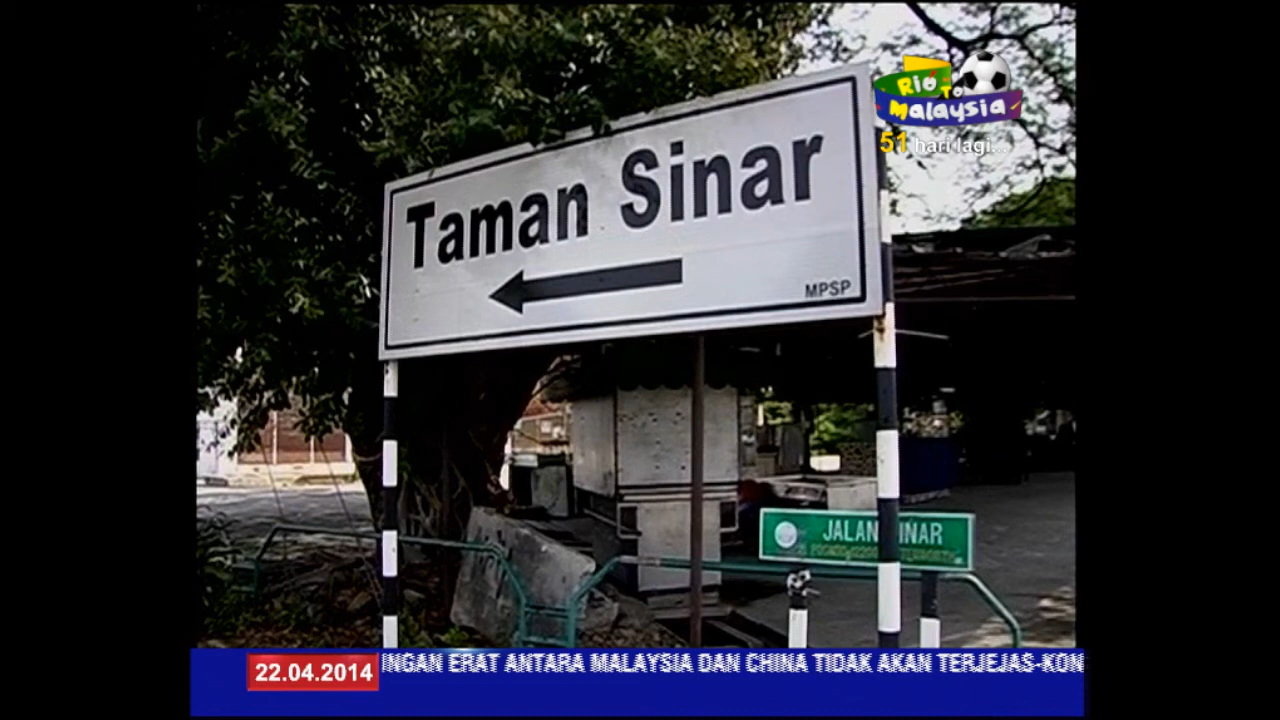 Rio To
Malaysia
51 hari lagi...
Taman Sinar
MPSP
JALAN SINAR
22.04.2014
INGAN ERAT ANTARA MALAYSIA DAN CHINA TIDAK AKAN TERJEJAS-KON